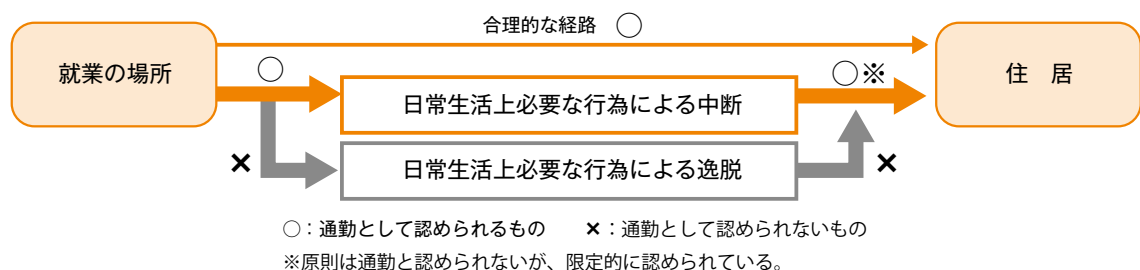 合理的な経路 ○
就業の場所
○
○※
住 居
日常生活上必要な行為による中断
×
日常生活上必要な行為による逸脱
×
○：通勤として認められるもの ×：通勤として認められないもの
※原則は通勤と認められないが、限定的に認められている。